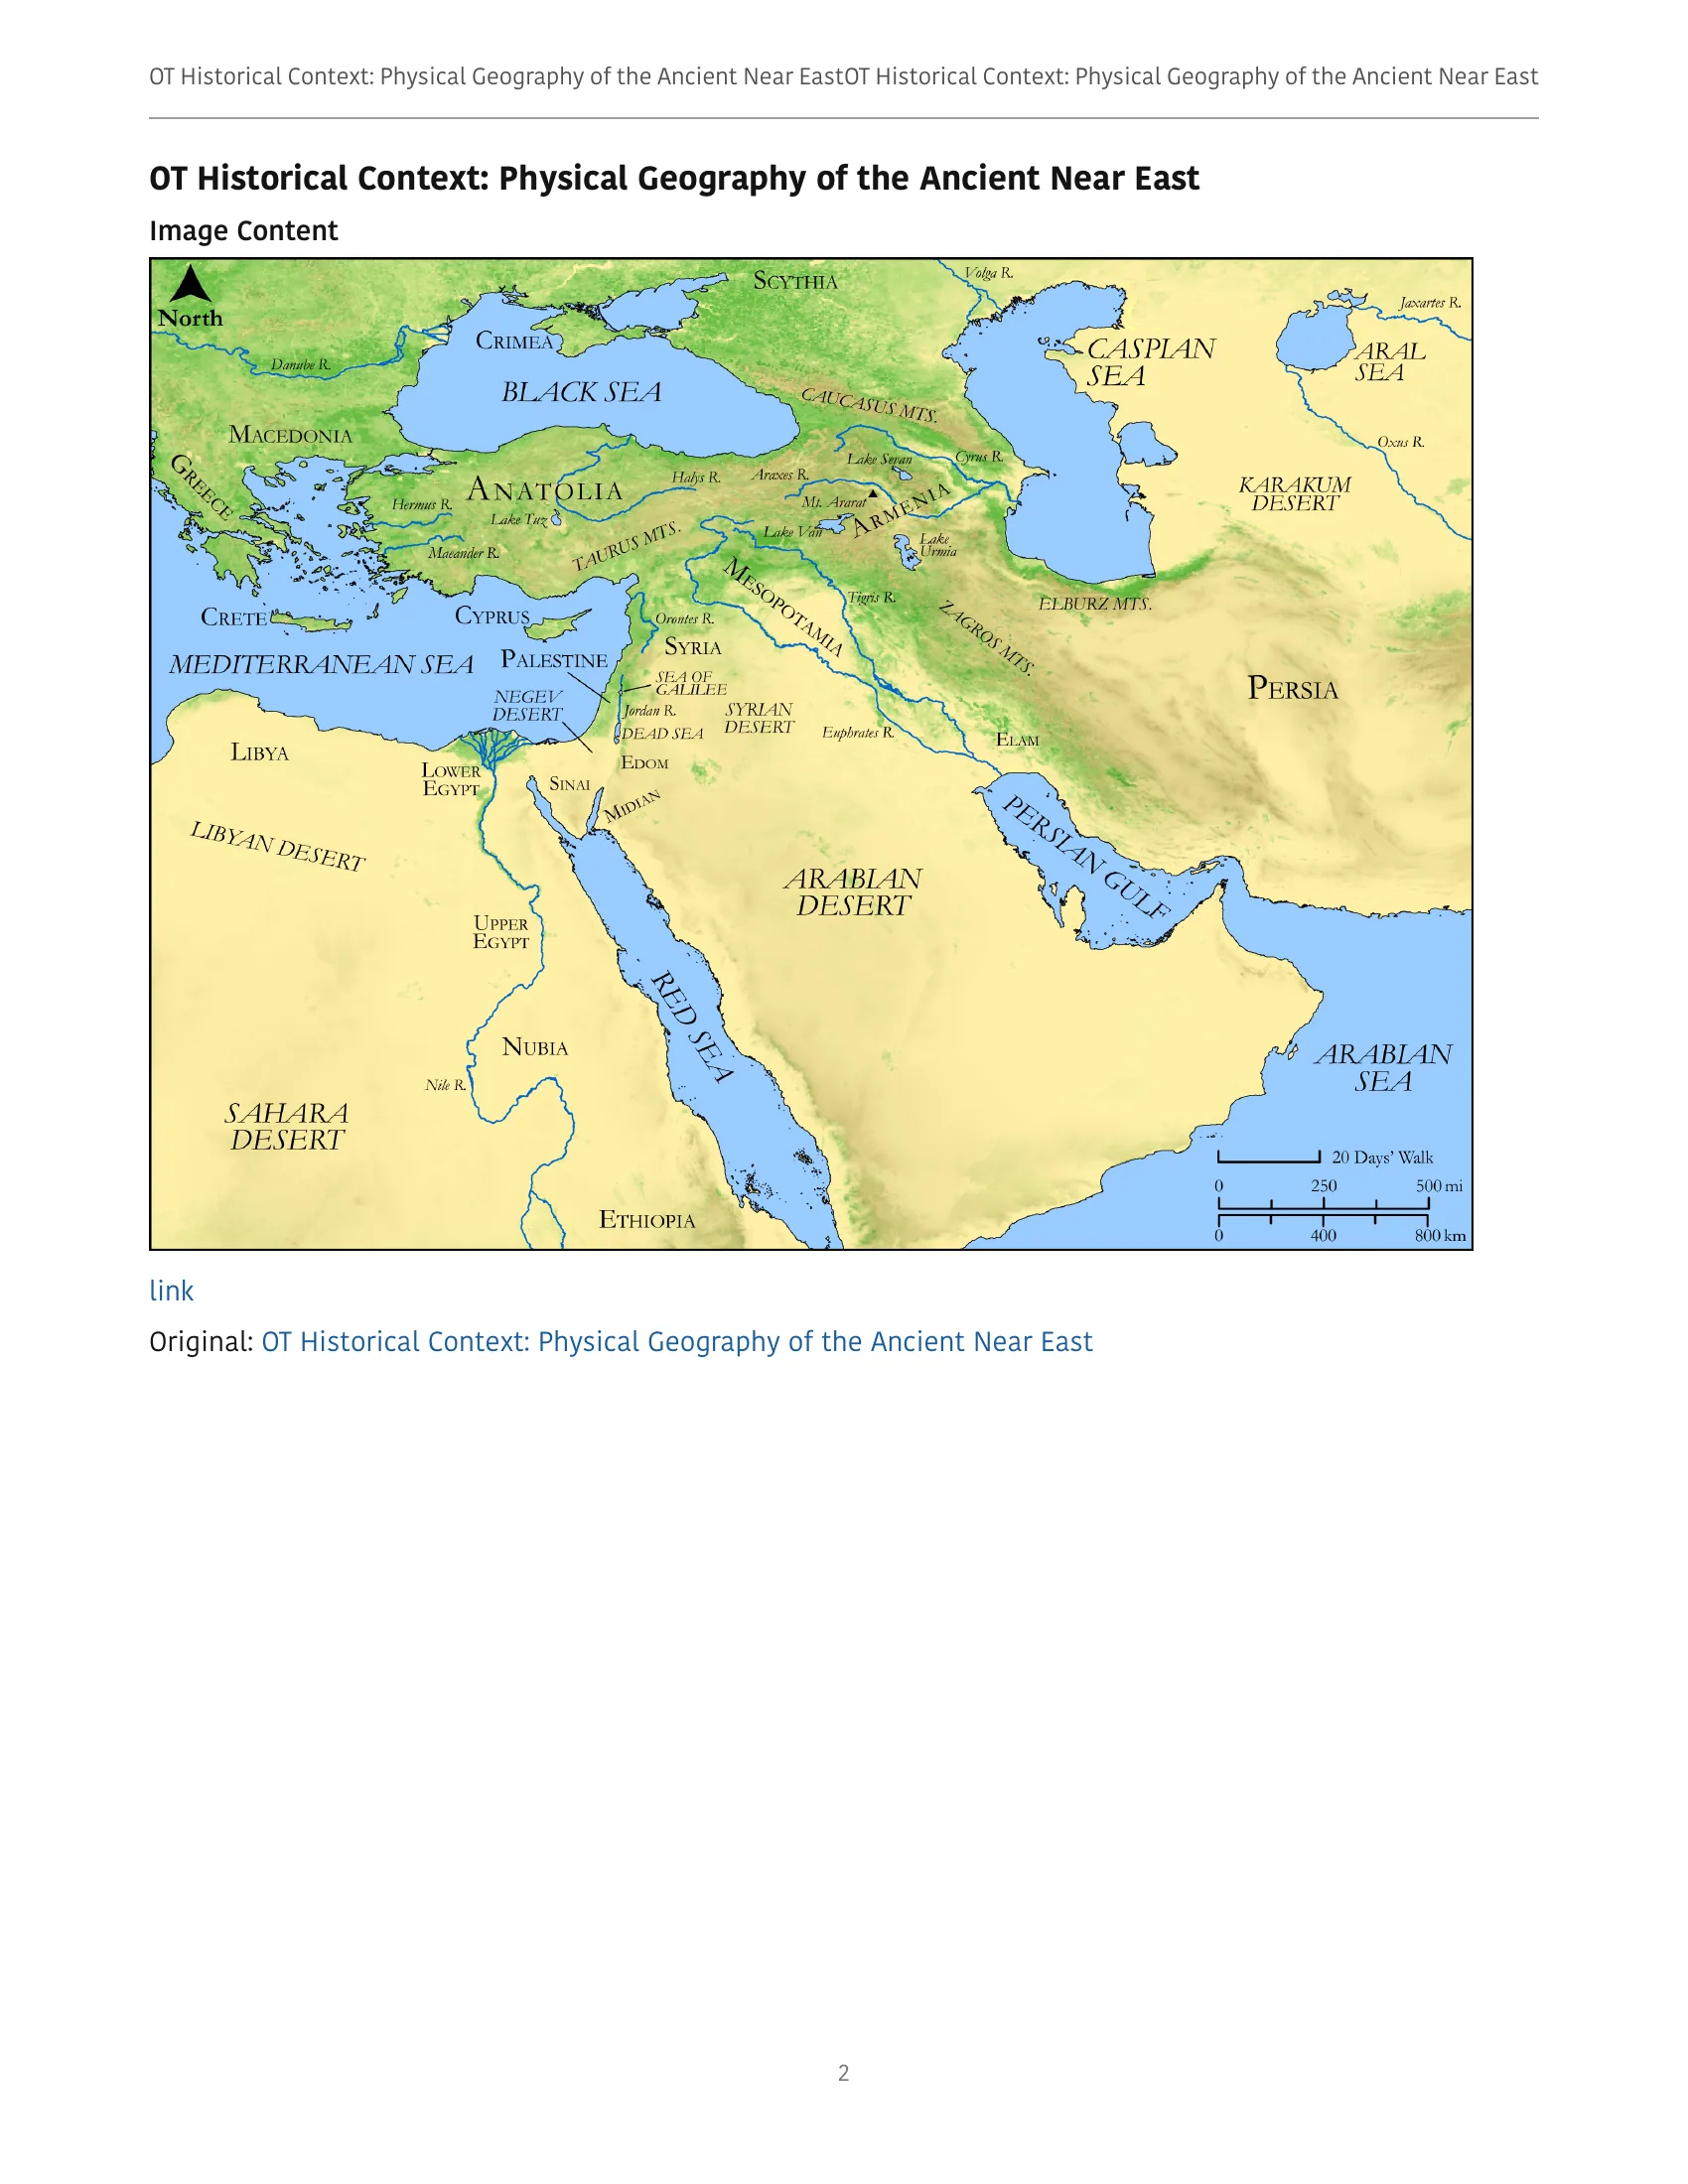 OT Historical Context: Physical Geography of the Ancient Near EastOT Historical Context: Physical Geography of the Ancient Near East
OT Historical Context: Physical Geography of the Ancient Near East
Image Content
North
SCYTHIA
Volga R.
Jaxartes R.
Danube R.
CRIMEA
BLACK SEA
CASPIAN
SEA
ARAL
SEA
CAUCASUS MTS.
MACEDONIA
GREECE
Oxus R.
KARAKUM
DESERT
ANATOLIA
Hermus R.
Lake Tuz
Maeander R.
Halys R.
Araxes R.
Lake Sevan
Cyrus R.
Mt. Ararat
ARMENIA
Lake Van
Lake
Urmia
TAURUS MTS.
MESOPOTAMIA
Tigris R.
ZAGROS MTS.
ELBURZ MTS.
CRETE
CYPRUS
Orontes R.
SYRIA
MEDITERRANEAN SEA
PALESTINE
SEA OF
GALILEE
NEGEV
DESERT
Jordan R.
SYRIAN
DESERT
DEAD SEA
Euphrates R.
PERSIA
ELAM
LIBYA
LOWER
EGYPT
EDOM
SINAI
MIDIAN
LIBYAN DESERT
PERSIAN GULF
ARABIAN
DESERT
UPPER
EGYPT
RED SEA
NUBIA
Nile R.
ARABIAN
SEA
SAHARA
DESERT
ETHIOPIA
20 Days' Walk
0 250 500 mi
0 400 800 km
link
Original: OT Historical Context: Physical Geography of the Ancient Near East
2